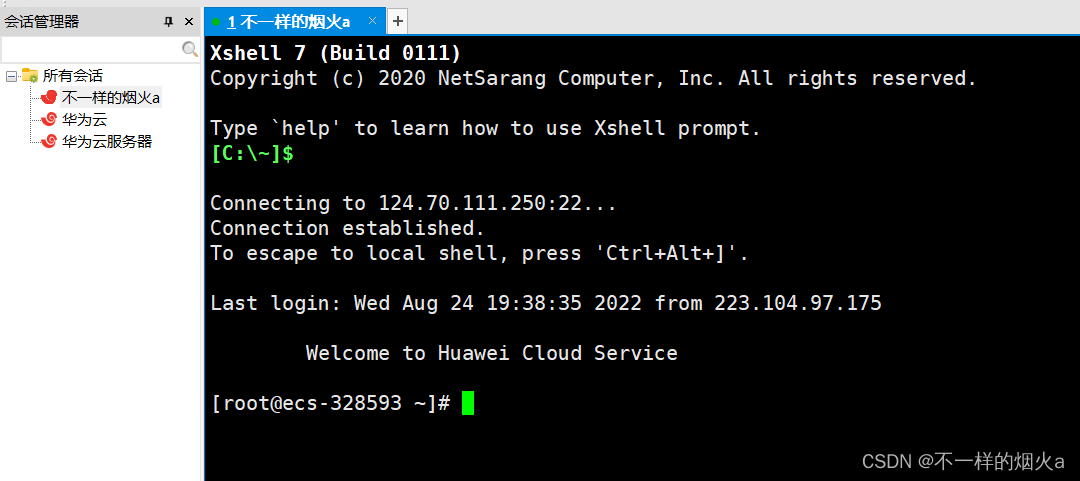 会话管理器
所有会话
不一样的烟火a
华为云
华为云服务器
1 不一样的烟火a
Xshell 7 (Build 0111)
Copyright (c) 2020 NetSarang Computer, Inc. All rights reserved.
Type `help' to learn how to use Xshell prompt.
[C:\~]$
Connecting to 124.70.111.250:22...
Connection established.
To escape to local shell, press 'Ctrl+Alt+]'.
Last login: Wed Aug 24 19:38:35 2022 from 223.104.97.175
Welcome to Huawei Cloud Service
[root@ecs-328593 ~]#
CSDN @不一样的烟火a